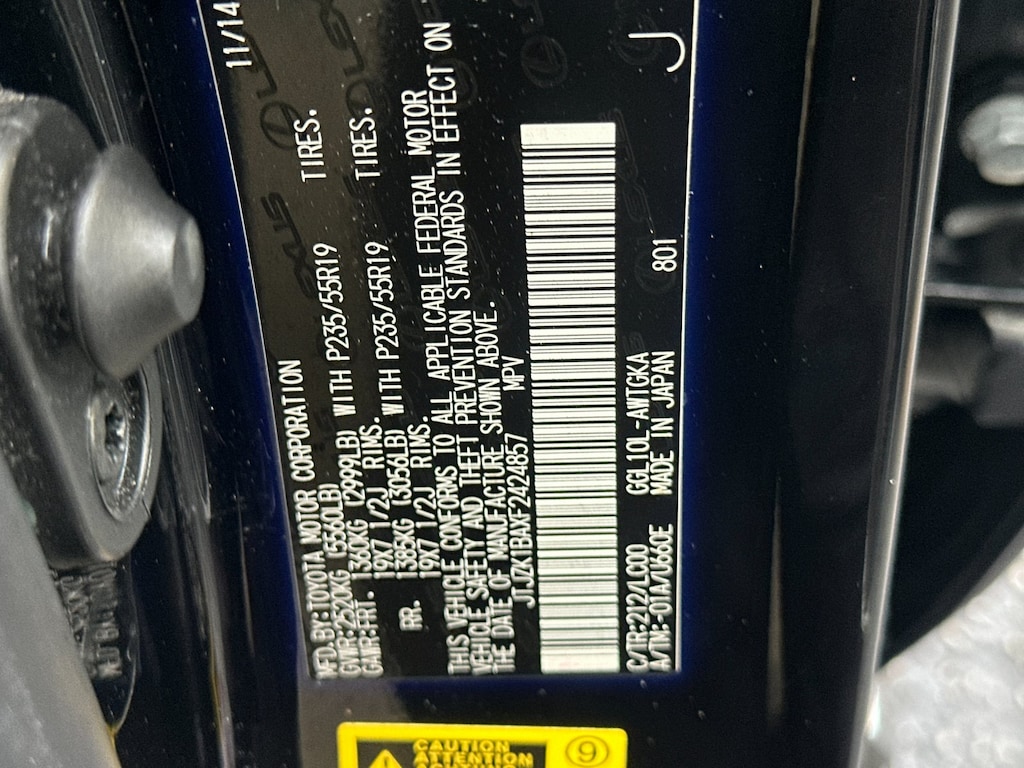 MFD.BY:TOYOTA MOTOR CORPORATION 11/14
GVWR:2520KG (5560LB)
GAWR:FRT. 1360KG (2999LB) WITH P235/55R19 TIRES.
19X7 1/2J RIMS.
RR. 1385KG (3056LB) WITH P235/55R19 TIRES.
19X7 1/2J RIMS.
THIS VEHICLE CONFORMS TO ALL APPLICABLE FEDERAL MOTOR
VEHICLE SAFETY AND THEFT PREVENTION STANDARDS IN EFFECT ON
THE DATE OF MANUFACTURE SHOWN ABOVE.
JTJZK1BAXF2424857 MPV
C/TR:212/LC00 GGL10L-AWTGKA 801
A/TM:-01A/U660E MADE IN JAPAN J
CAUTION
ATTENTION
9